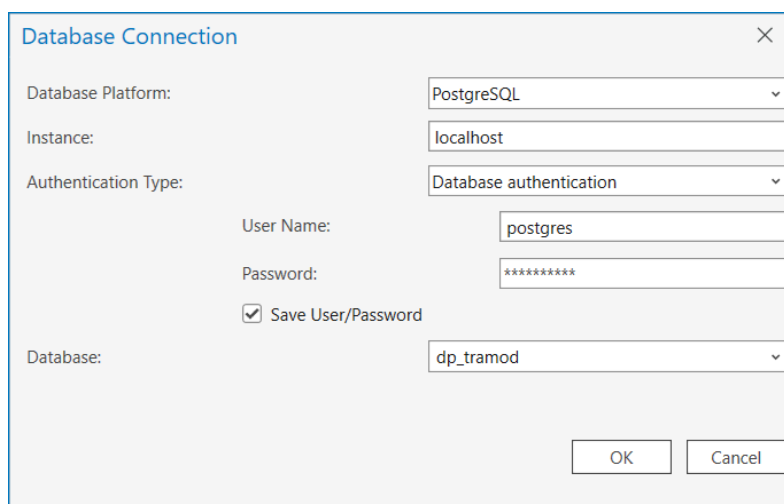 Database Connection
Database Platform: PostgreSQL
Instance: localhost
Authentication Type: Database authentication
User Name: postgres
Password: **********
Save User/Password
Database: dp_tramod
OK Cancel